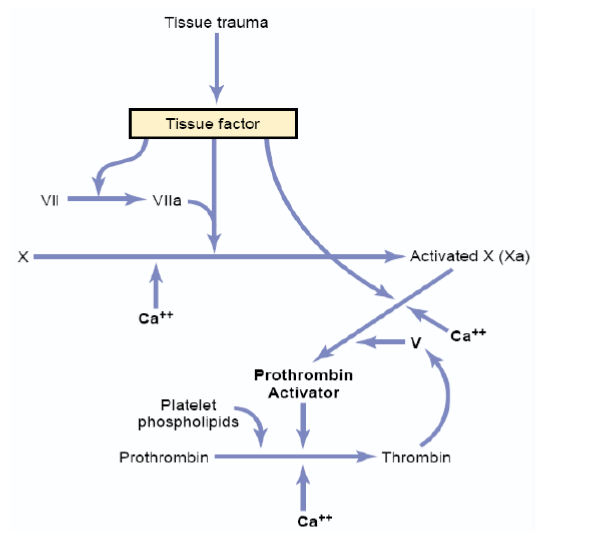 Tissue trauma
Tissue factor
VII
VIIa
X
Activated X (Xa)
Ca⁺⁺
Ca⁺⁺
V
Prothrombin
Activator
Platelet
phospholipids
Prothrombin
Thrombin
Ca⁺⁺